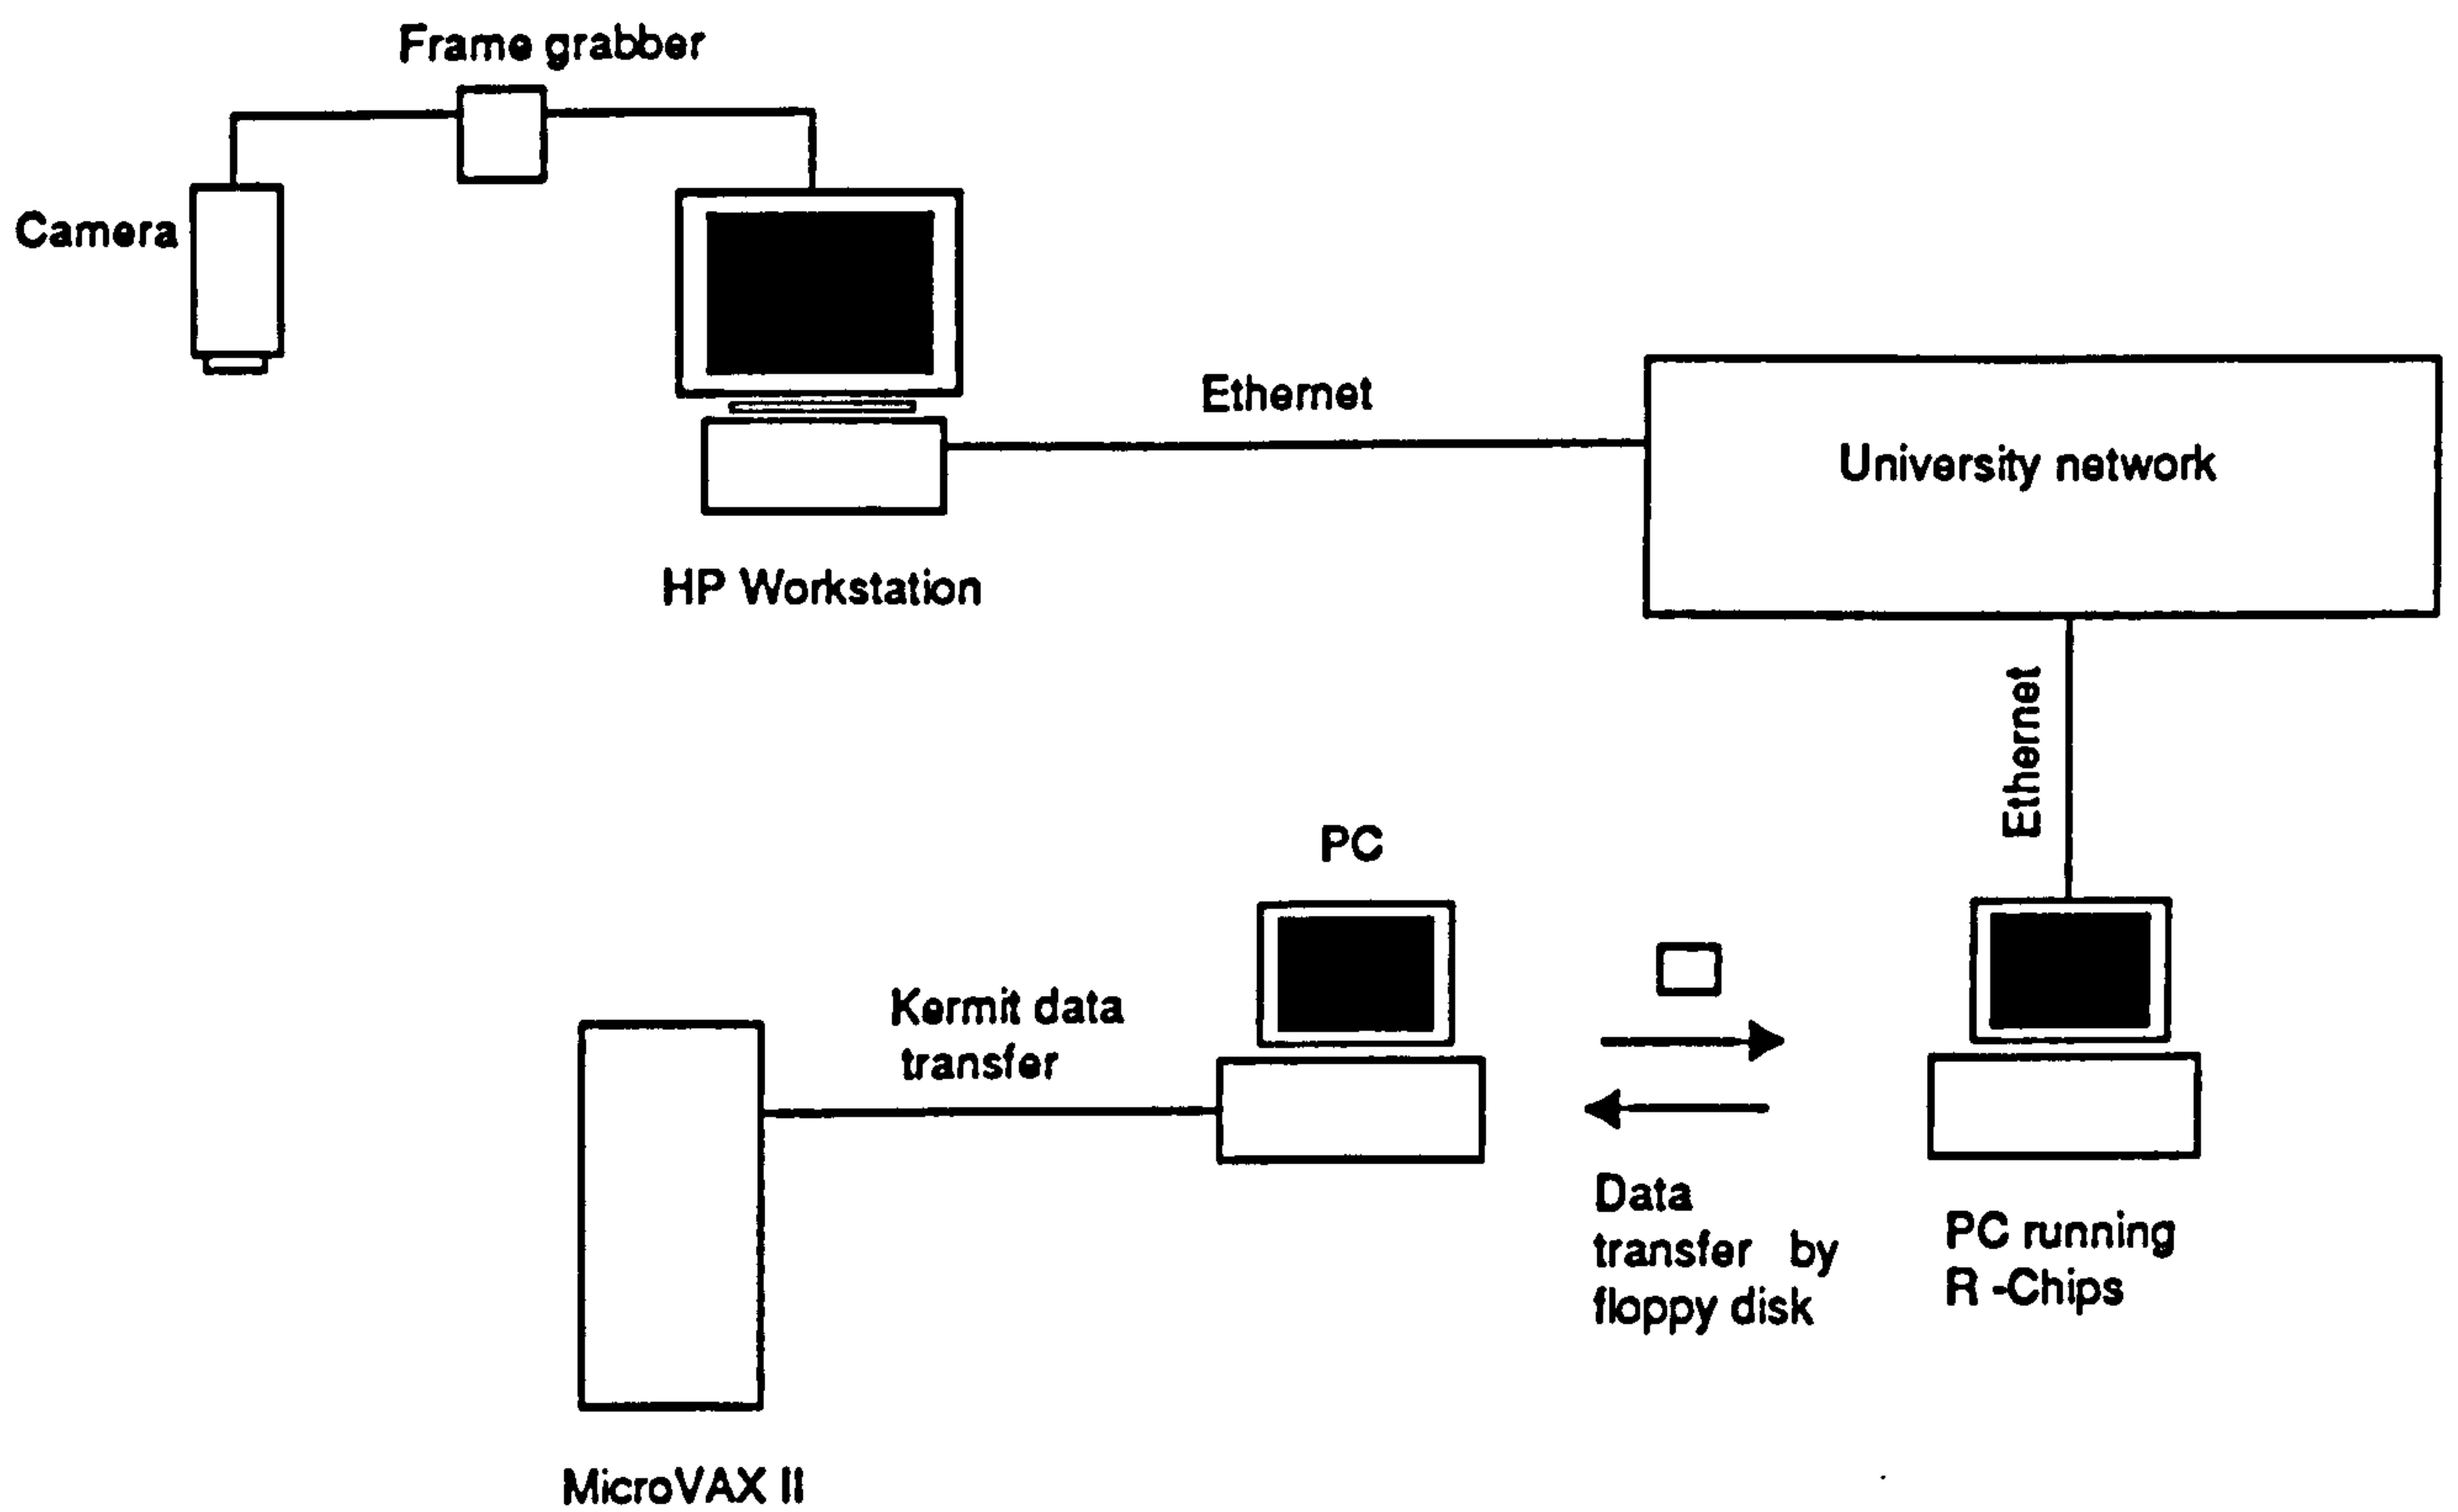 Frame grabber
Camera
Ethernet
University network
HP Workstation
Ethernet
PC
Kermit data
transfer
Data
transfer by
floppy disk
PC running
R -Chips
MicroVAX II